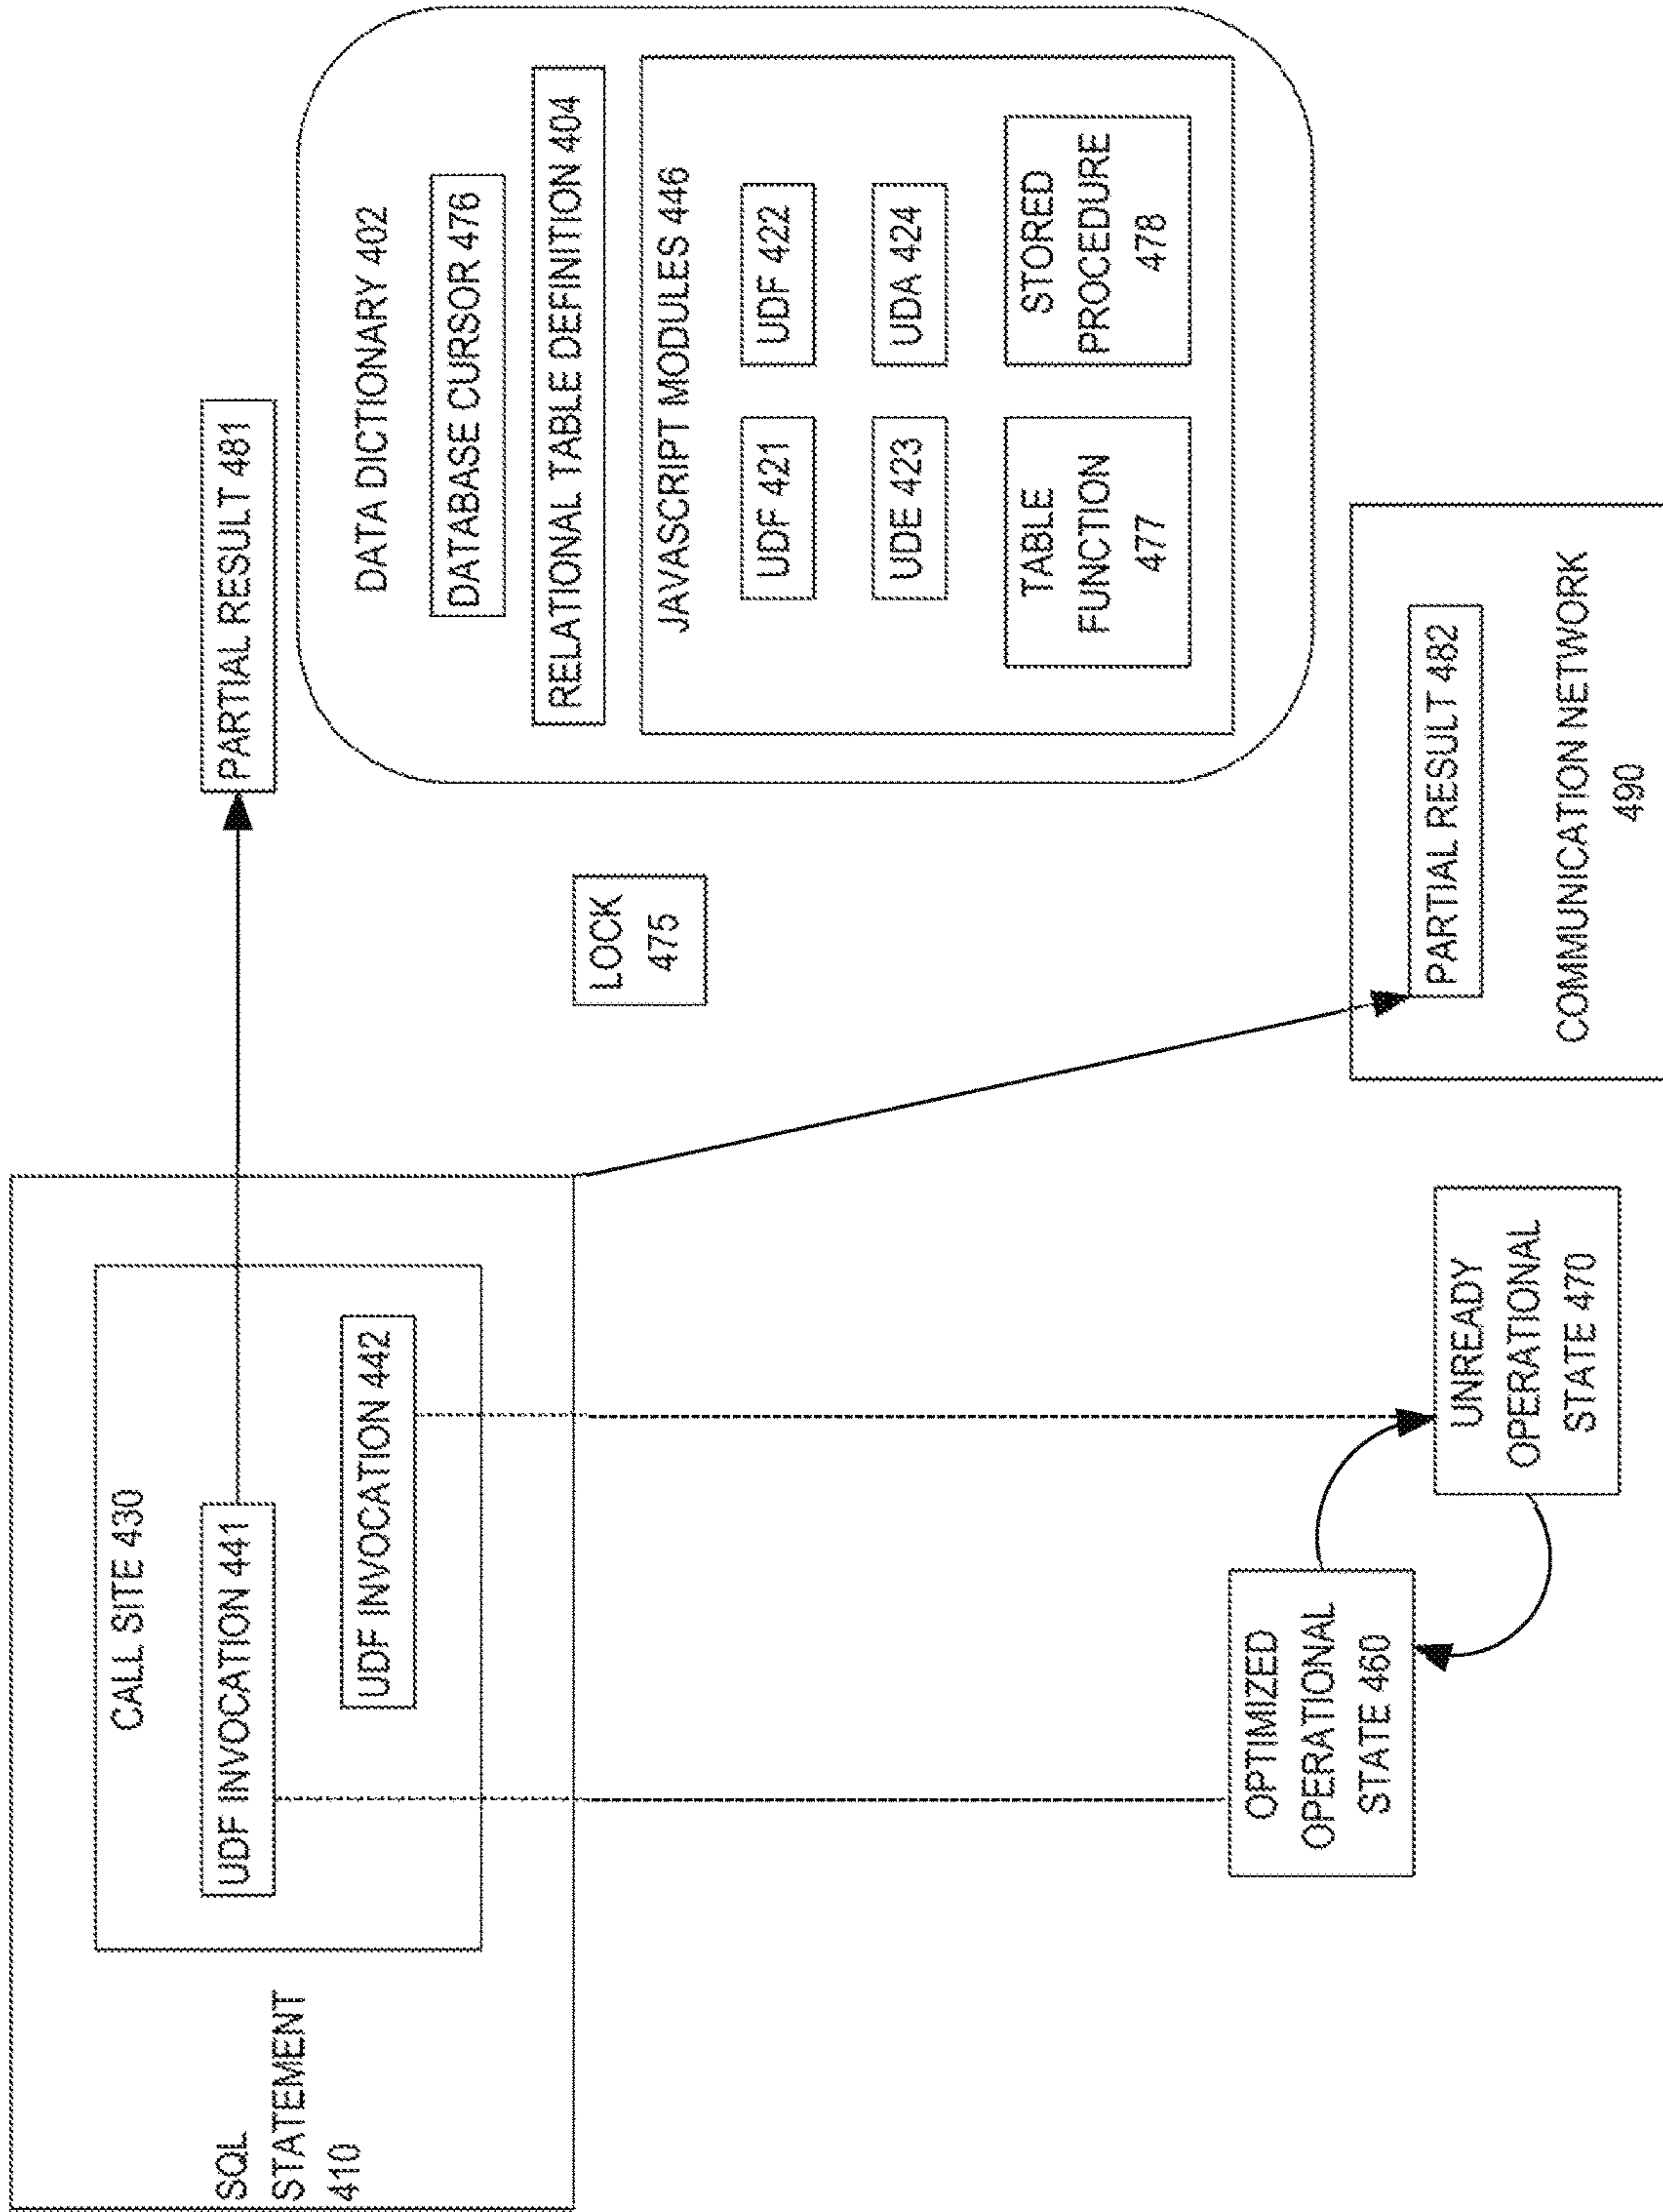 SQL
STATEMENT
410
CALL SITE 430
UDF INVOCATION 441
UDF INVOCATION 442
PARTIAL RESULT 481
DATA DICTIONARY 402
DATABASE CURSOR 476
RELATIONAL TABLE DEFINITION 404
JAVASCRIPT MODULES 446
UDF 421
UDF 422
UDE 423
UDA 424
TABLE
FUNCTION
477
STORED
PROCEDURE
478
LOCK
475
OPTIMIZED
OPERATIONAL
STATE 460
UNREADY
OPERATIONAL
STATE 470
PARTIAL RESULT 482
COMMUNICATION NETWORK
490